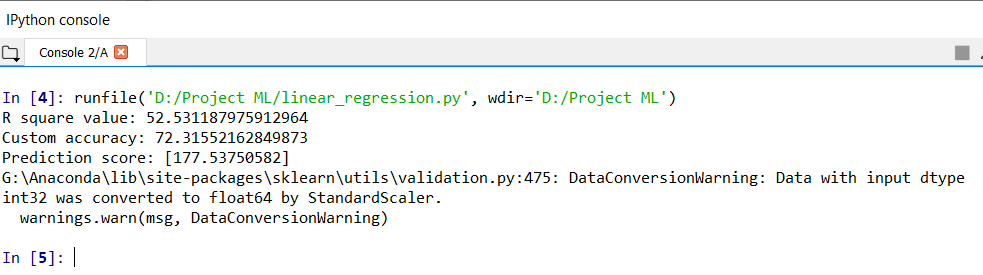 IPython console
Console 2/A
In [4]: runfile('D:/Project ML/linear_regression.py', wdir='D:/Project ML')
R square value: 52.531187975912964
Custom accuracy: 72.31552162849873
Prediction score: [177.53750582]
G:\Anaconda\lib\site-packages\sklearn\utils\validation.py:475: DataConversionWarning: Data with input dtype
int32 was converted to float64 by StandardScaler.
  warnings.warn(msg, DataConversionWarning)
In [5]: